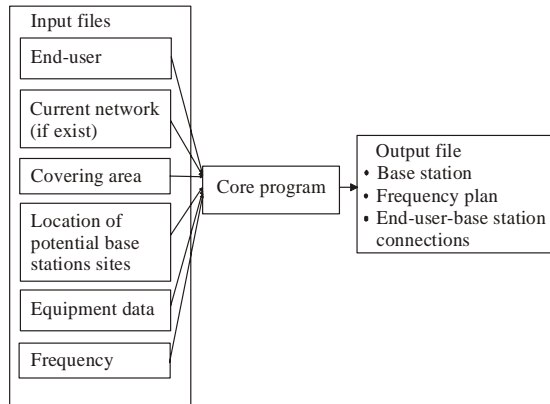 Input files
End-user
Current network
(if exist)
Covering area
Location of
potential base
stations sites
Equipment data
Frequency
Core program
Output file
• Base station
• Frequency plan
• End-user-base station
connections